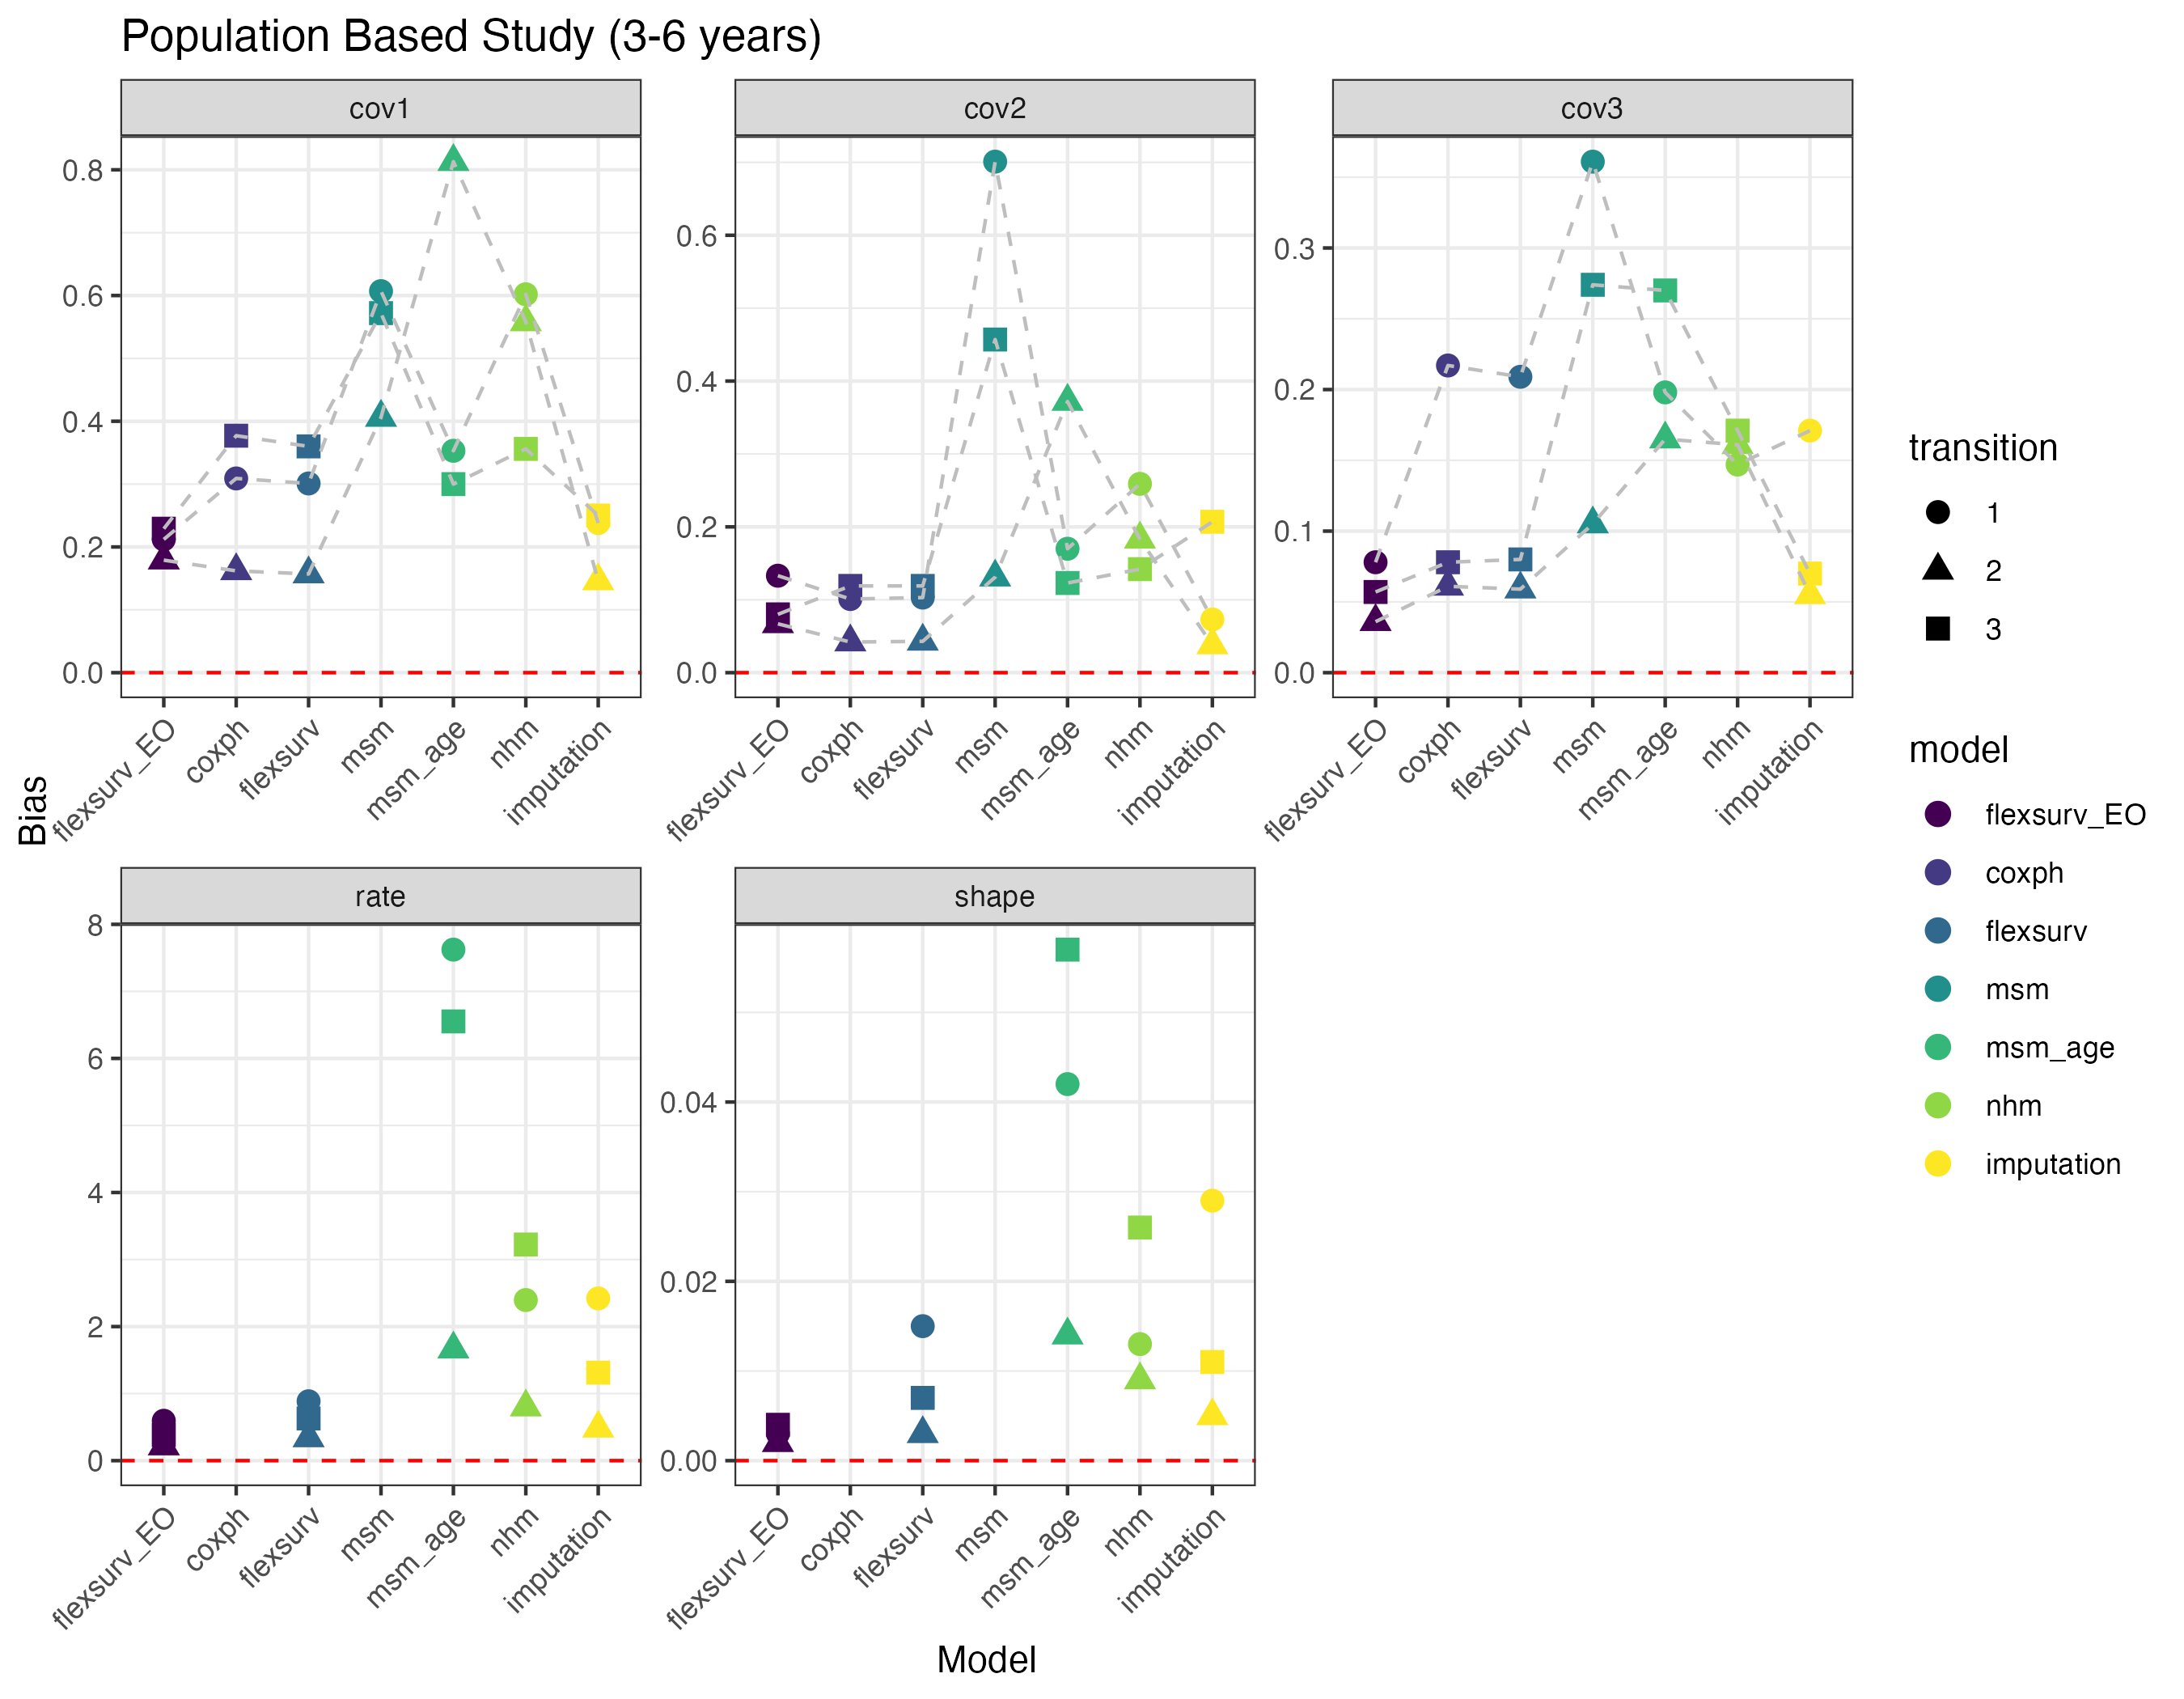 Population Based Study (3-6 years)
cov1
cov2
cov3
0.8
0.6
0.4
0.2
0.0
0.6
0.4
0.2
0.0
0.3
0.2
0.1
0.0
flexsurv_EO
coxph
flexsurv
msm
msm_age
nhm
imputation
flexsurv_EO
coxph
flexsurv
msm
msm_age
nhm
imputation
flexsurv_EO
coxph
flexsurv
msm
msm_age
nhm
imputation
Bias
rate
shape
8
6
4
2
0
0.04
0.02
0.00
flexsurv_EO
coxph
flexsurv
msm
msm_age
nhm
imputation
flexsurv_EO
coxph
flexsurv
msm
msm_age
nhm
imputation
Model
transition
1
2
3
model
flexsurv_EO
coxph
flexsurv
msm
msm_age
nhm
imputation